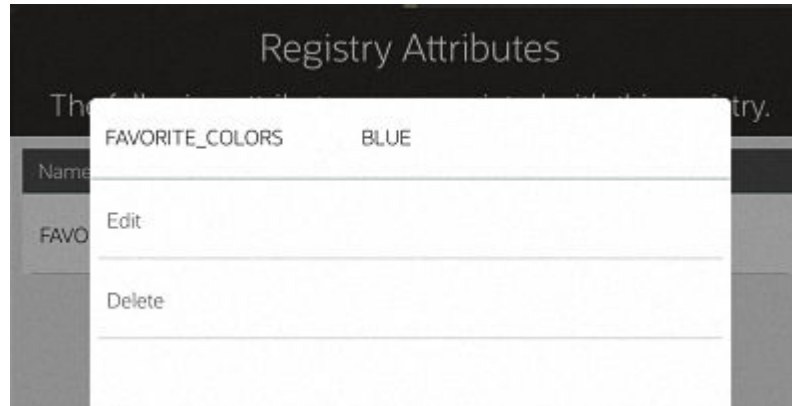 Registry Attributes
The try.
Name
FAVORITE_COLORS BLUE
FAVO
Edit
Delete